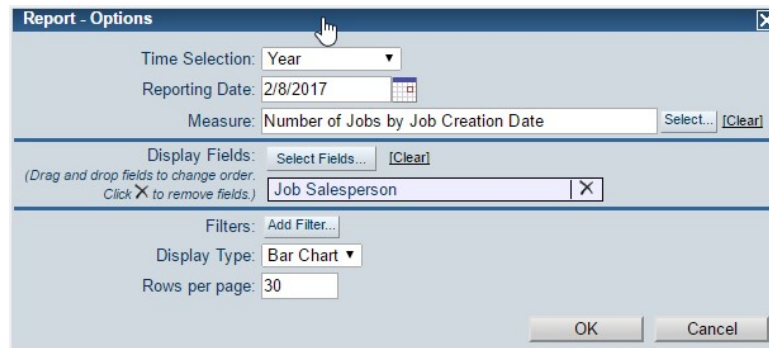 Report - Options
Time Selection: Year
Reporting Date: 2/8/2017
Measure: Number of Jobs by Job Creation Date Select... [Clear]
Display Fields: Select Fields... [Clear]
(Drag and drop fields to change order.
Click X to remove fields.) Job Salesperson X
Filters: Add Filter...
Display Type: Bar Chart
Rows per page: 30
OK Cancel